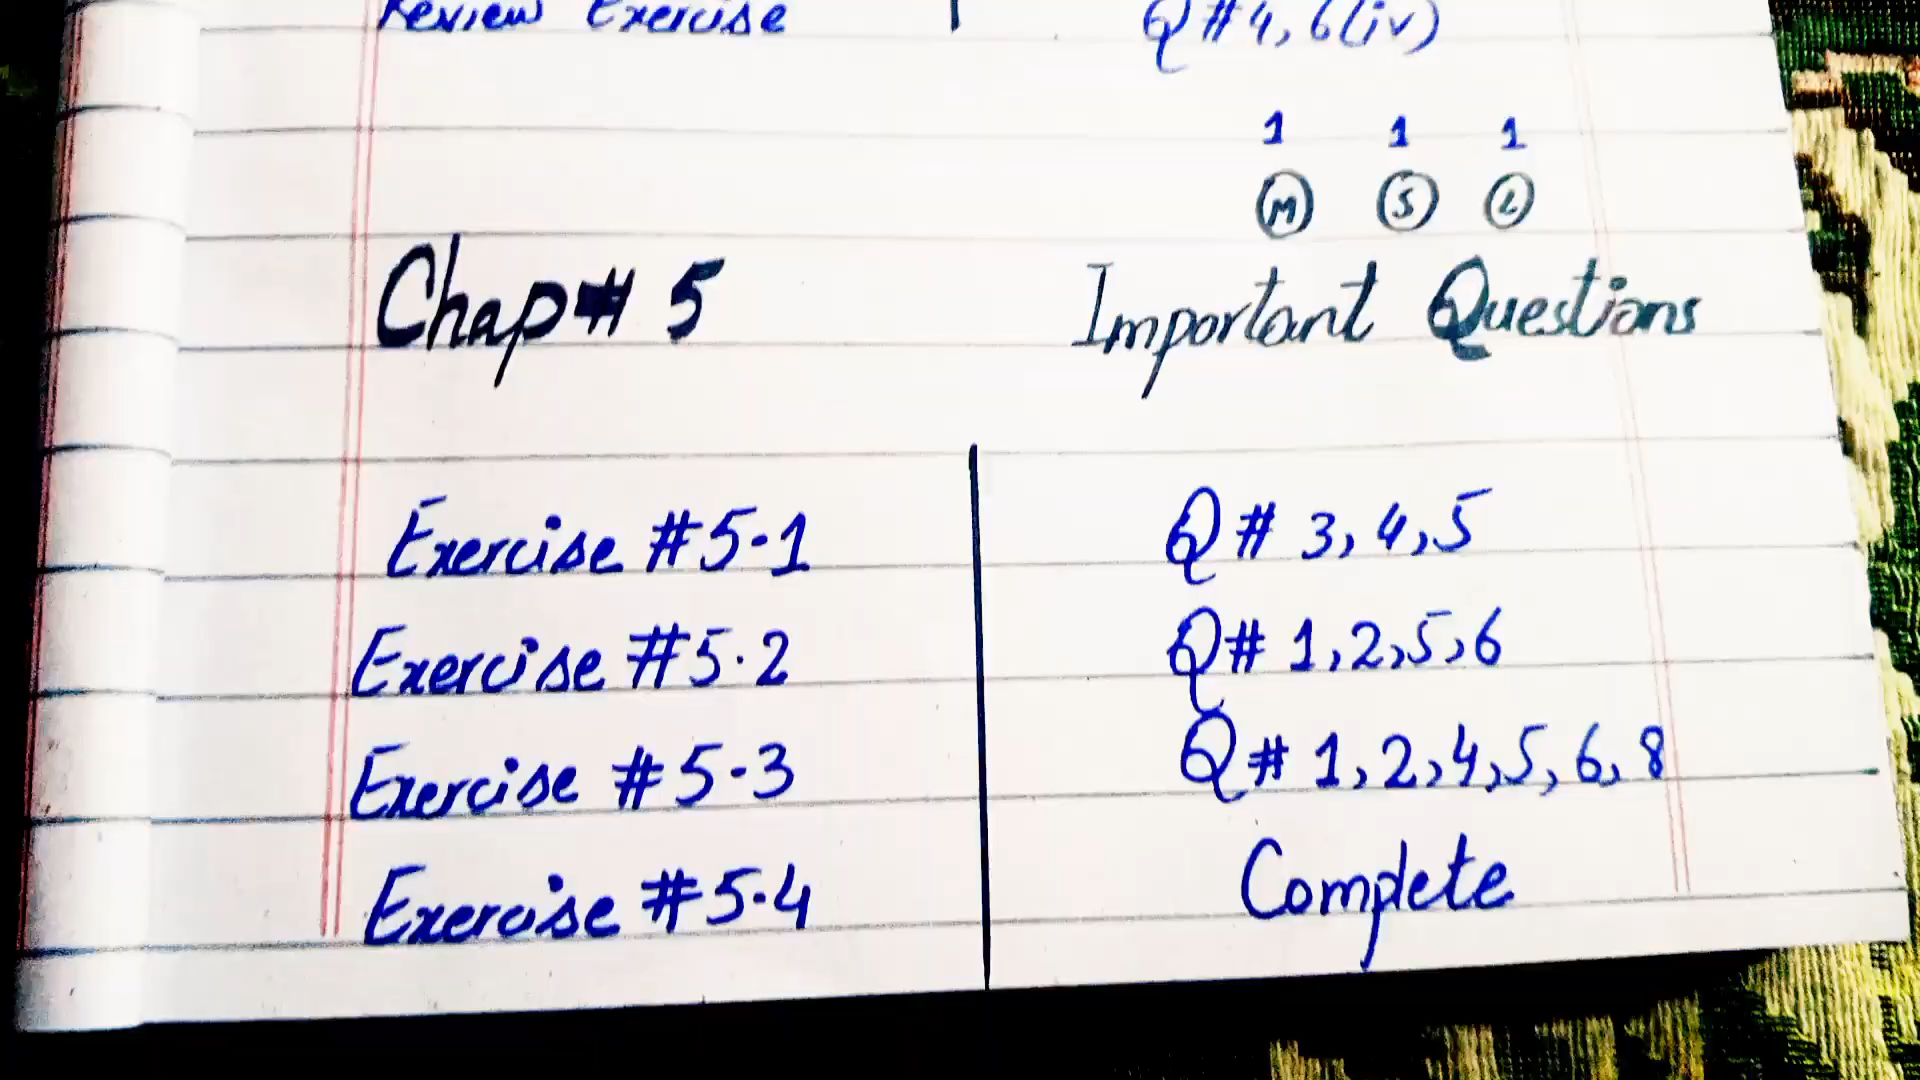 Review Exercise Q # 4, 6(iv)
1 1 1
M S L
Chap # 5 Important Questions
Exercise # 5.1 Q # 3, 4, 5
Exercise # 5.2 Q # 1, 2, 5, 6
Exercise # 5.3 Q # 1, 2, 4, 5, 6, 8
Exercise # 5.4 Complete